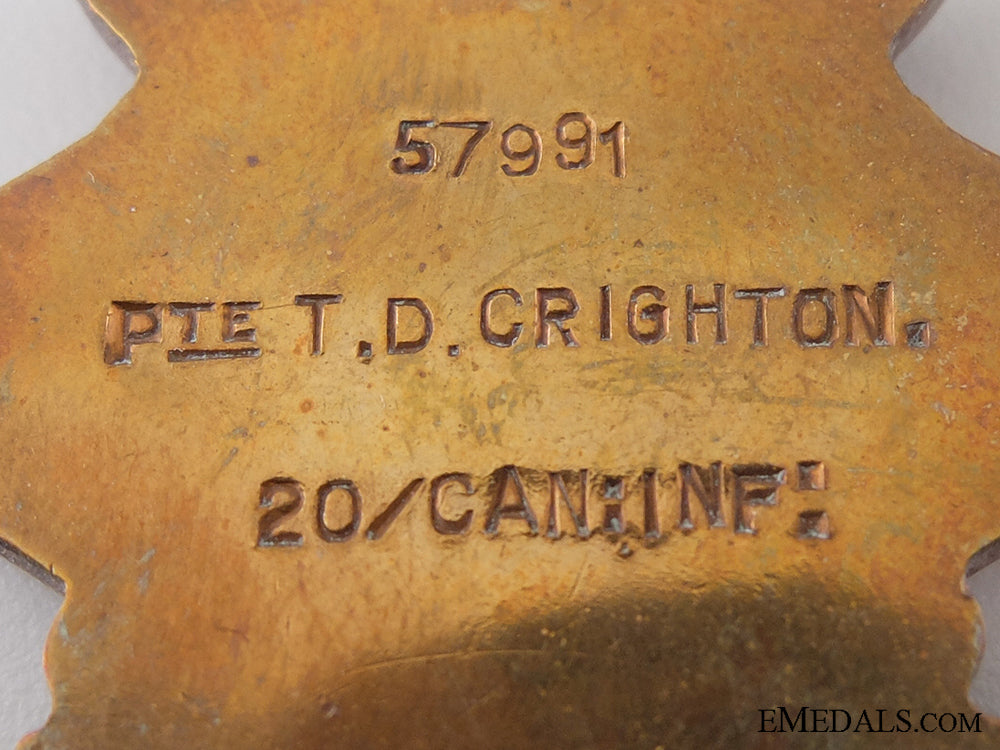 57991
PTE T.D. CRIGHTON.
20/CAN:INF:
EMEDALS.COM